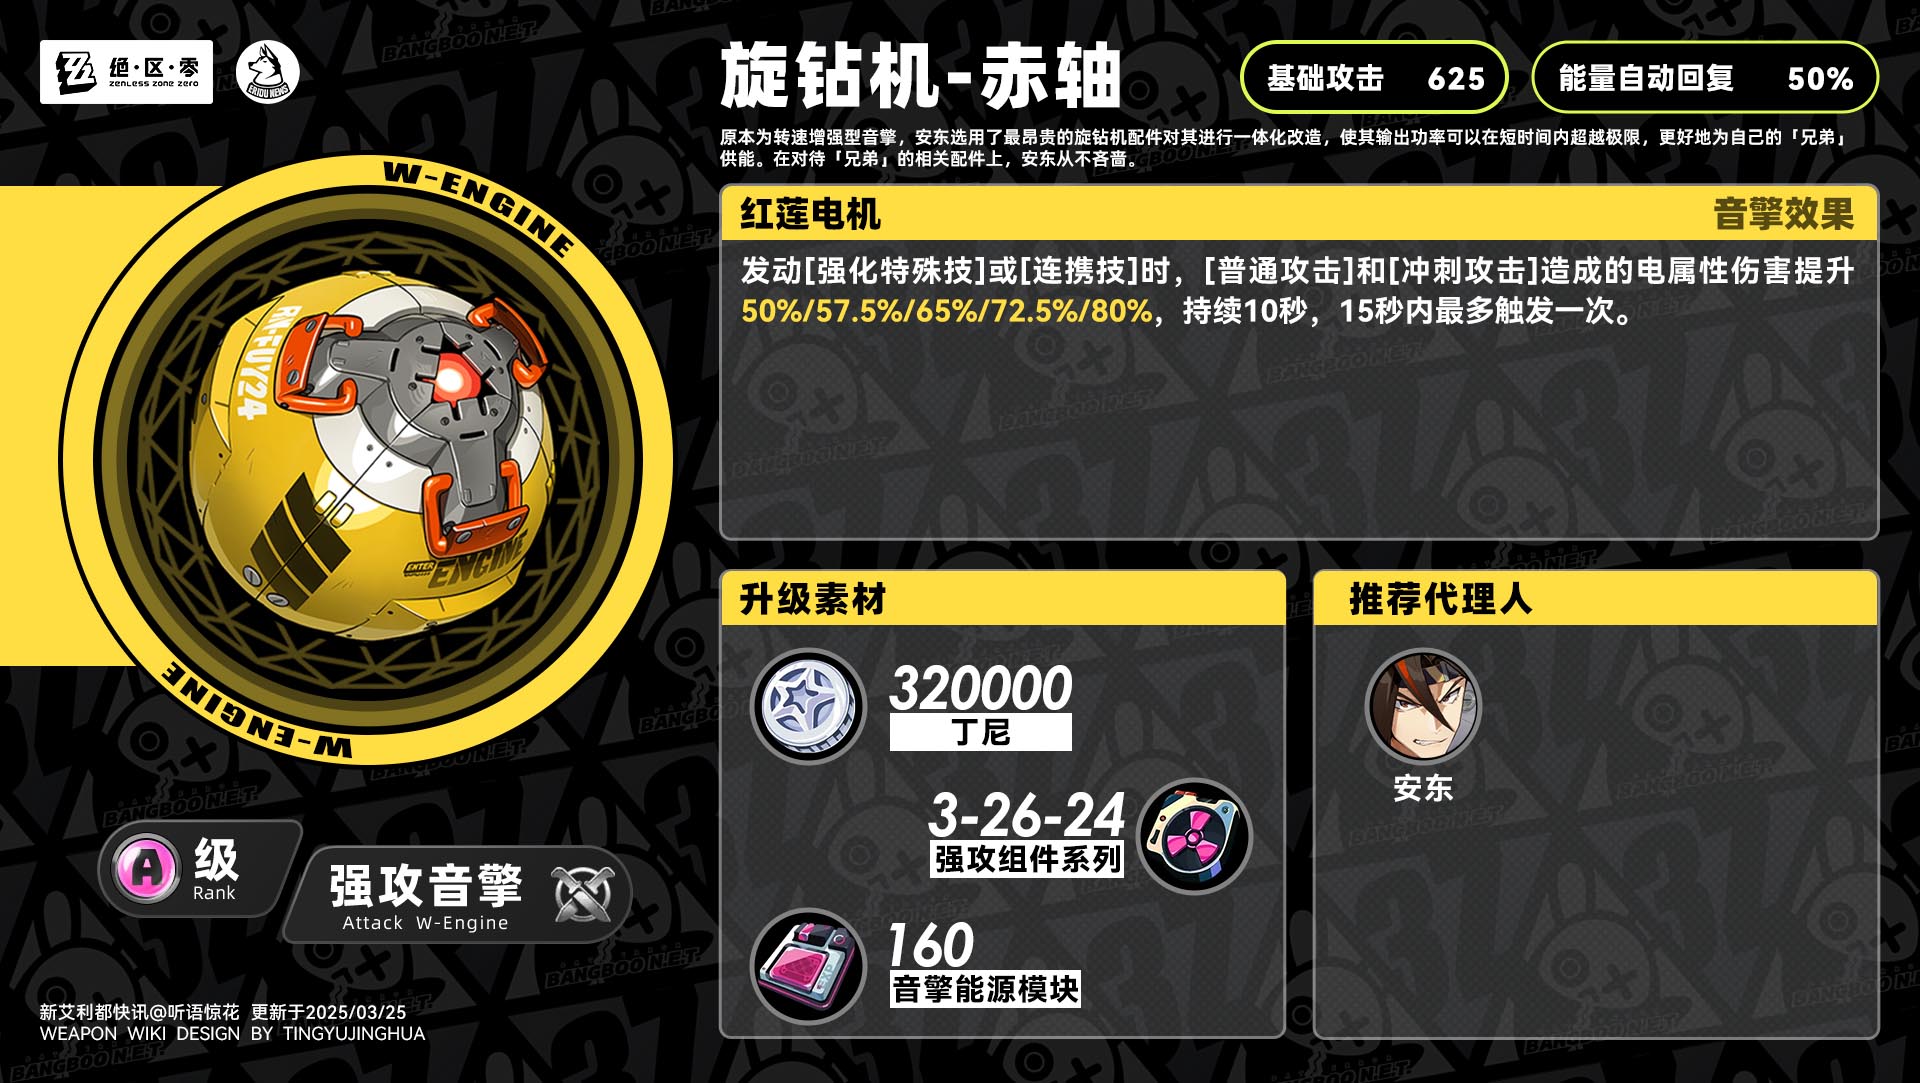 绝·区·零
ZENLESS ZONE ZERO
ERIDU NEWS
旋钻机-赤轴
基础攻击 625
能量自动回复 50%
原本为转速增强型音擎，安东选用了最昂贵的旋钻机配件对其进行一体化改造，使其输出功率可以在短时间内超越极限，更好地为自己的「兄弟」
供能。在对待「兄弟」的相关配件上，安东从不吝啬。
W-ENGINE
RN-FUY24
ENTER
ENGINE
W-ENGINE
红莲电机 音擎效果
发动[强化特殊技]或[连携技]时，[普通攻击]和[冲刺攻击]造成的电属性伤害提升
50%/57.5%/65%/72.5%/80%，持续10秒，15秒内最多触发一次。
升级素材
320000
丁尼
3-26-24
强攻组件系列
160
音擎能源模块
推荐代理人
安东
A 级
Rank
强攻音擎
Attack W-Engine
新艾利都快讯@听语惊花 更新于2025/03/25
WEAPON WIKI DESIGN BY TINGYUJINGHUA
BANGBOO N.E.T.